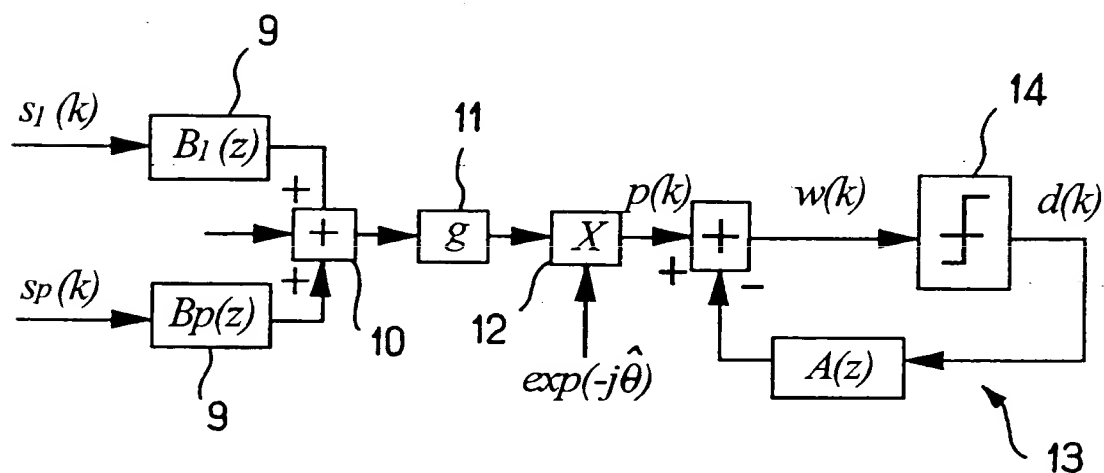 9
s1(k)
B1(z)
+
11
14
p(k)
w(k)
d(k)
+
g
X
+
+
+
-
sp(k)
Bp(z)
10
12
exp(-jθ̂)
A(z)
9
13